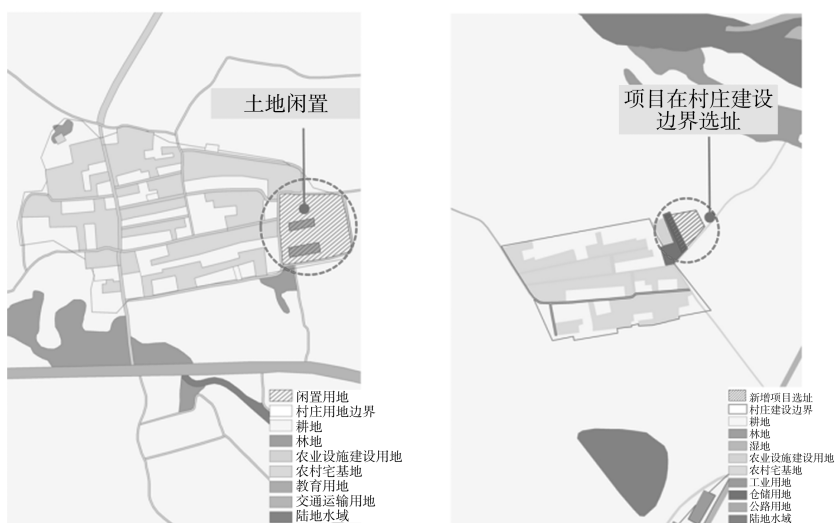 土地闲置
闲置用地
村庄用地边界
耕地
林地
农业设施建设用地
农村宅基地
教育用地
交通运输用地
陆地水域
项目在村庄建设
边界选址
新增项目选址
村庄建设边界
耕地
林地
湿地
农业设施建设用地
农村宅基地
工业用地
仓储用地
公路用地
陆地水域